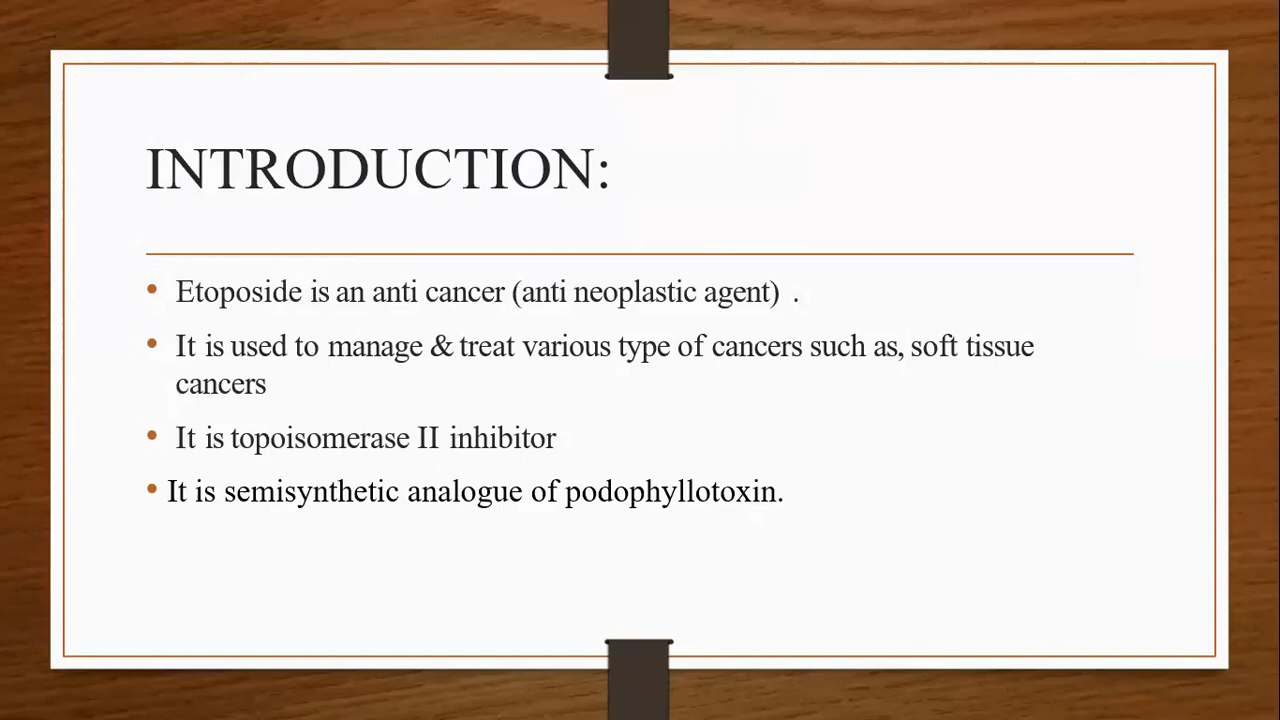 INTRODUCTION:
• Etoposide is an anti cancer (anti neoplastic agent) .
• It is used to manage & treat various type of cancers such as, soft tissue
cancers
• It is topoisomerase II inhibitor
• It is semisynthetic analogue of podophyllotoxin.